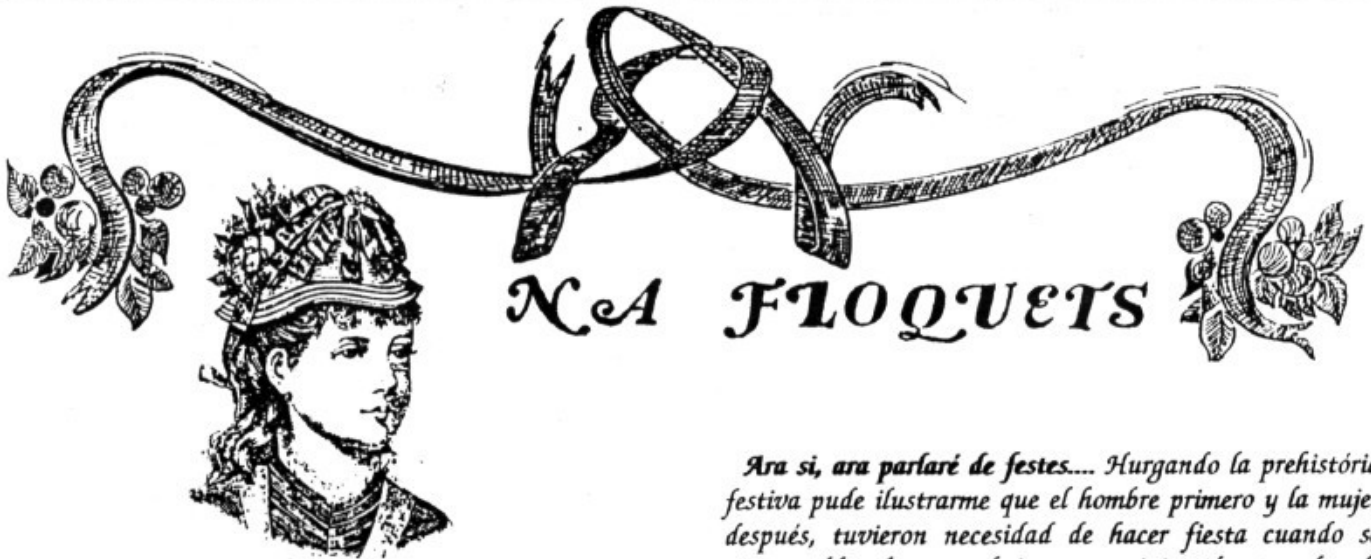 NA FLOQUETS
Ara si, ara parlaré de festes.... Hurgando la prehistória
festiva pude ilustrarme que el hombre primero y la mujer
después, tuvieron necesidad de hacer fiesta cuando